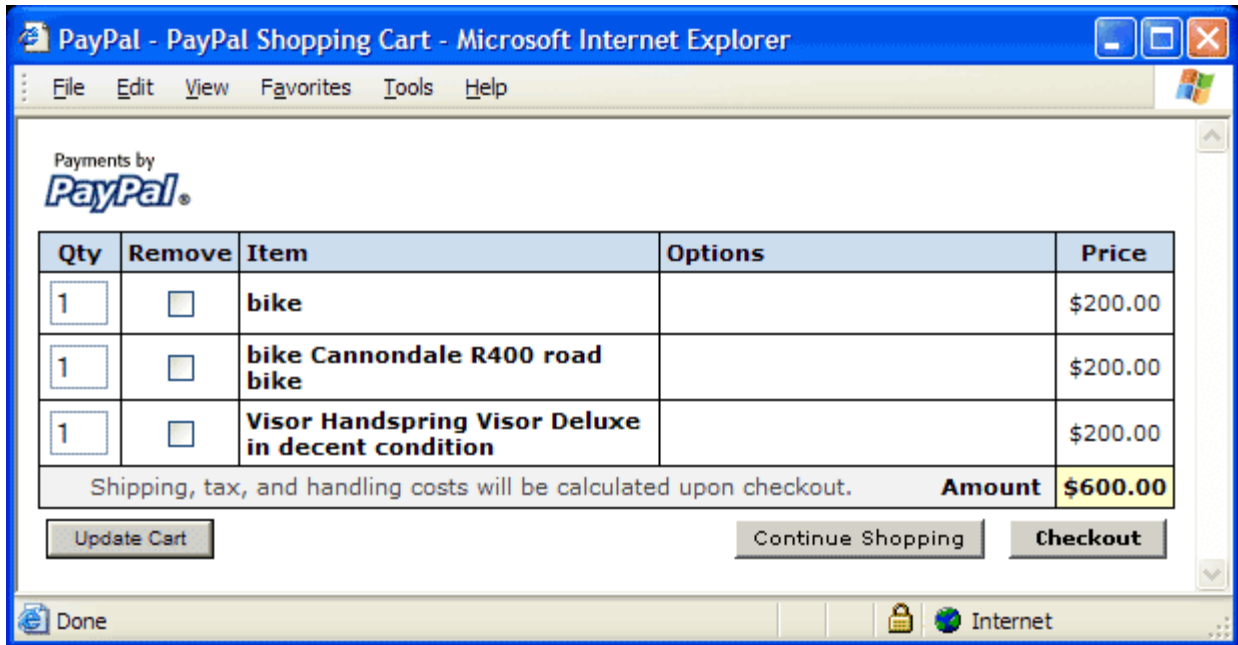 PayPal - PayPal Shopping Cart - Microsoft Internet Explorer
File Edit View Favorites Tools Help
Payments by
PayPal®
Qty Remove Item Options Price
1 bike $200.00
1 bike Cannondale R400 road
bike $200.00
1 Visor Handspring Visor Deluxe
in decent condition $200.00
Shipping, tax, and handling costs will be calculated upon checkout. Amount $600.00
Update Cart Continue Shopping Checkout
Done Internet